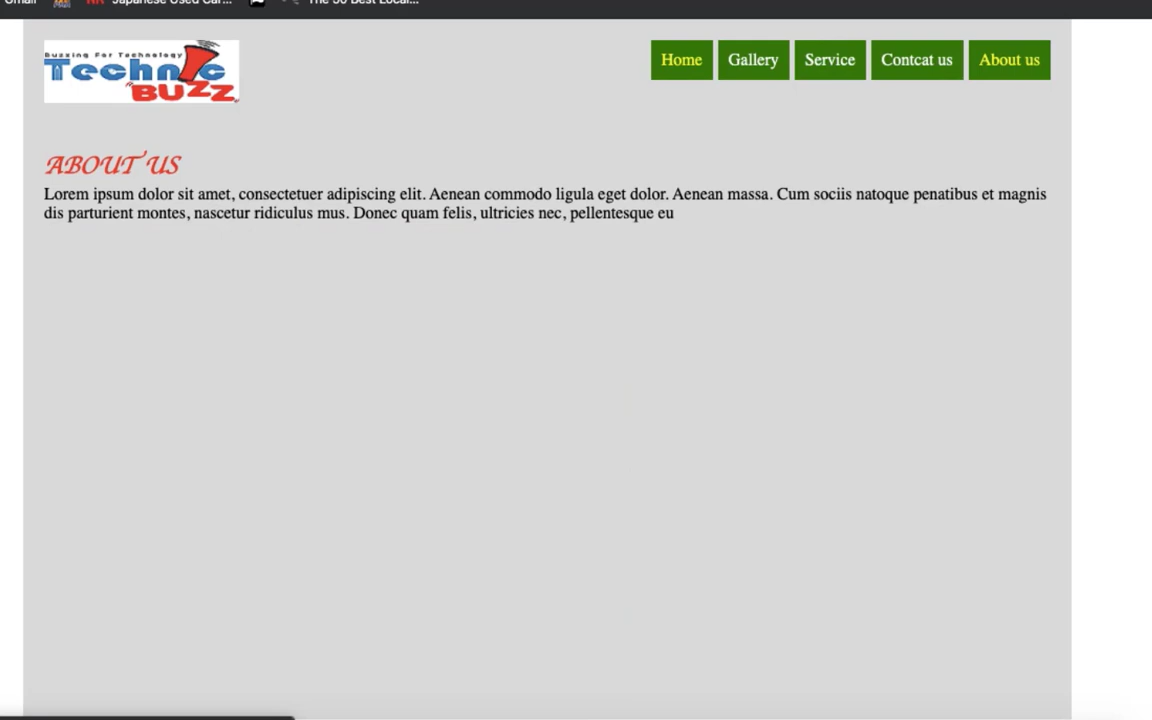 Gmail
Japanese Used Car...
The 50 Best Local...
Buzzing For Technology
Technic
BUZZ
Home
Gallery
Service
Contcat us
About us
ABOUT US
Lorem ipsum dolor sit amet, consectetuer adipiscing elit. Aenean commodo ligula eget dolor. Aenean massa. Cum sociis natoque penatibus et magnis
dis parturient montes, nascetur ridiculus mus. Donec quam felis, ultricies nec, pellentesque eu